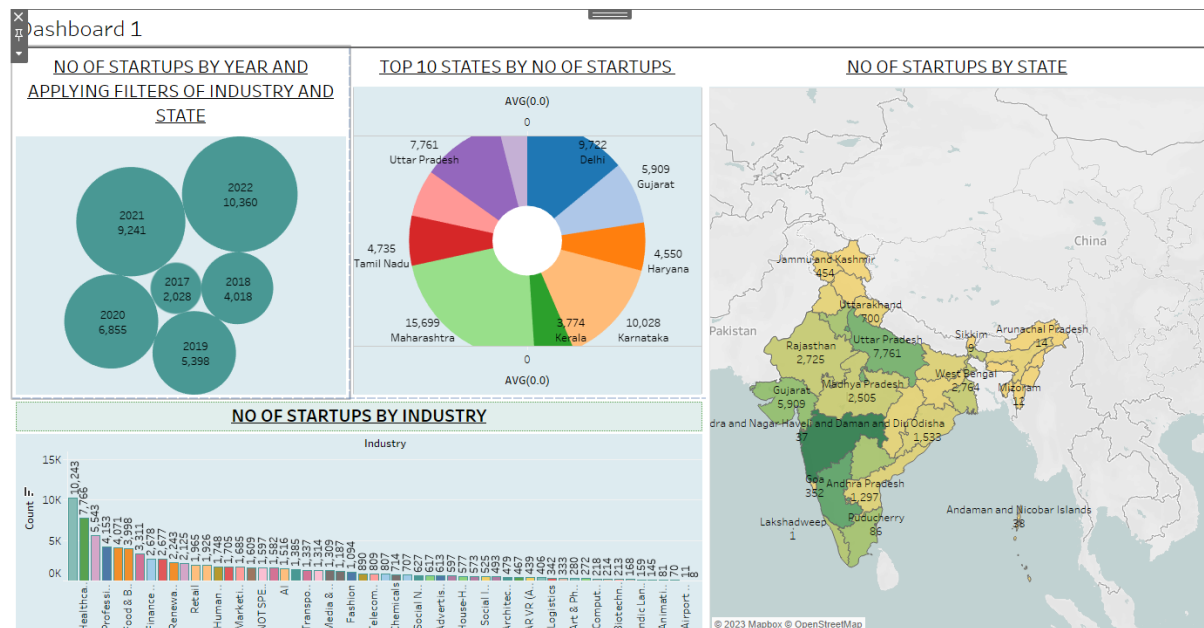 Dashboard 1
NO OF STARTUPS BY YEAR AND
APPLYING FILTERS OF INDUSTRY AND
STATE
2022
10,360
2021
9,241
2017
2,028
2018
4,018
2020
6,855
2019
5,398
TOP 10 STATES BY NO OF STARTUPS
AVG(0.0)
0
7,761
Uttar Pradesh
9,722
Delhi
5,909
Gujarat
4,735
Tamil Nadu
4,550
Haryana
15,699
Maharashtra
3,774
Kerala
10,028
Karnataka
0
AVG(0.0)
NO OF STARTUPS BY STATE
China
Jammu and Kashmir
454
Uttarakhand
700
Pakistan
Sikkim
9
Arunachal Pradesh
14
Rajasthan
2,725
Uttar Pradesh
7,761
West Bengal
2,764
Mizoram
12
Gujarat
5,909
Madhya Pradesh
2,505
dra and Nagar Haveli and Daman and Diu
37
Odisha
1,533
Goa
352
Andhra Pradesh
1,297
Lakshadweep
1
Puducherry
86
Andaman and Nicobar Islands
38
© 2023 Mapbox © OpenStreetMap
NO OF STARTUPS BY INDUSTRY
Industry
15K
10K
5K
0K
Count
10,243
7,766
5,543
4,153
4,071
3,998
3,311
2,678
2,677
2,243
2,125
1,965
1,926
1,748
1,705
1,685
1,609
1,597
1,582
1,516
1,385
1,337
1,314
1,309
1,187
1,094
890
809
807
714
707
627
617
613
587
577
573
525
493
479
467
439
406
342
333
280
272
218
214
213
168
159
145
81
70
11
8
Healthca..
Professi..
Food & B..
Finance..
Renewa..
Retail
Human ..
Marketi..
NOT SPE..
AI
Transpo..
Media & ..
Fashion
Telecom..
Chemicals
Social N..
Advertis..
House-H..
Social I..
Architec..
AR VR (A..
Logistics
Art & Ph..
Comput..
Biotechn..
Indic Lan..
Animati..
Airport ..